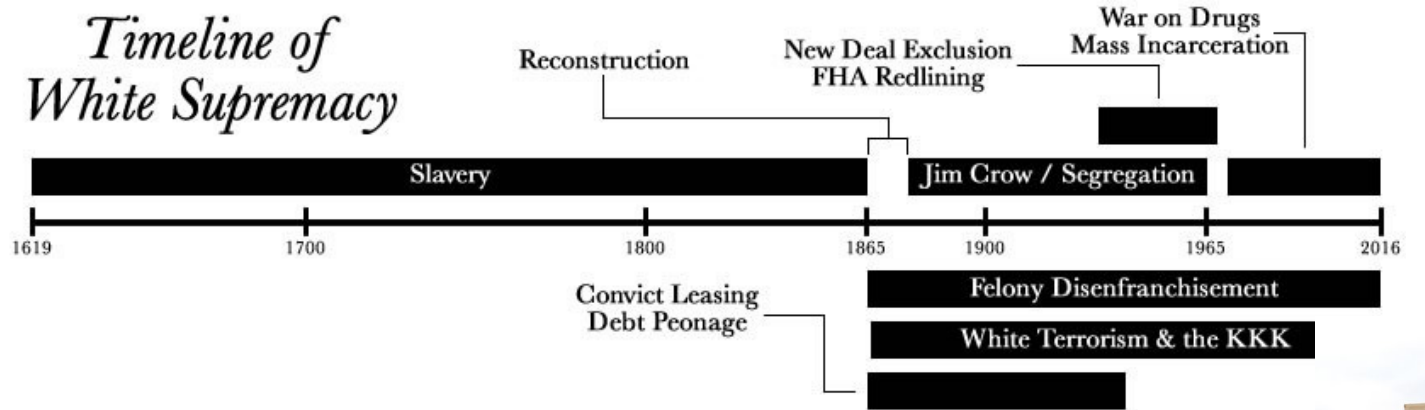 Timeline of
White Supremacy
Reconstruction
New Deal Exclusion
FHA Redlining
War on Drugs
Mass Incarceration
Slavery
Jim Crow / Segregation
1619
1700
1800
1865
1900
1965
2016
Felony Disenfranchisement
Convict Leasing
Debt Peonage
White Terrorism & the KKK